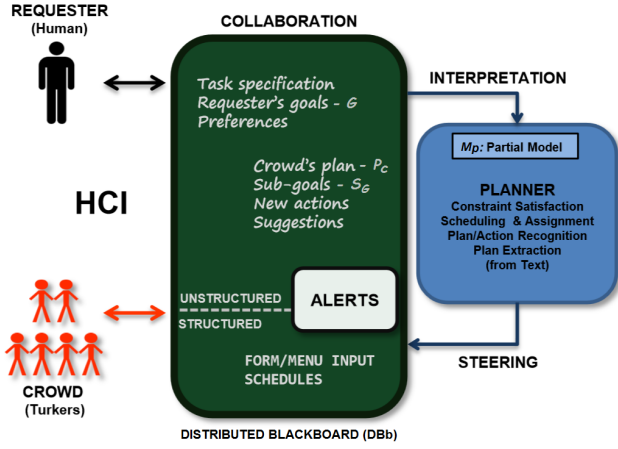 REQUESTER
(Human)
COLLABORATION
Task specification
Requester's goals - G
Preferences
INTERPRETATION
Mp: Partial Model
Crowd's plan - PC
Sub-goals - SG
New actions
Suggestions
HCI
PLANNER
Constraint Satisfaction
Scheduling & Assignment
Plan/Action Recognition
Plan Extraction
(from Text)
UNSTRUCTURED
STRUCTURED
ALERTS
FORM/MENU INPUT
SCHEDULES
STEERING
CROWD
(Turkers)
DISTRIBUTED BLACKBOARD (DBb)